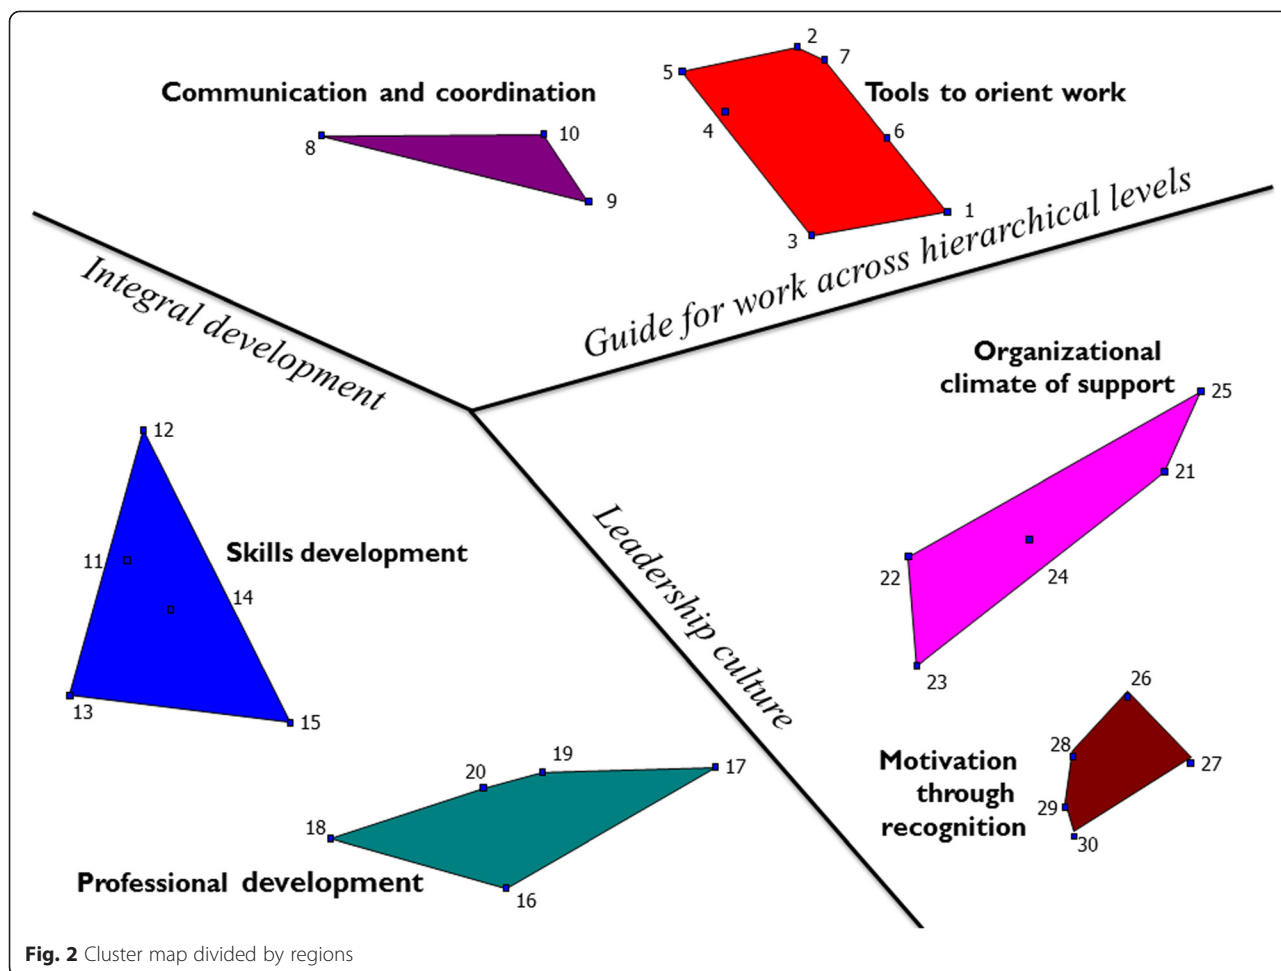 2
5
7
Communication and coordination
Tools to orient work
4
6
8
10
9
1
3
Integral development
Guide for work across hierarchical levels
Organizational
climate of support
25
21
12
Leadership culture
11
Skills development
22
24
14
23
13
15
26
28
19
17
20
Motivation
through
recognition
27
29
18
30
Professional development
16
Fig. 2 Cluster map divided by regions